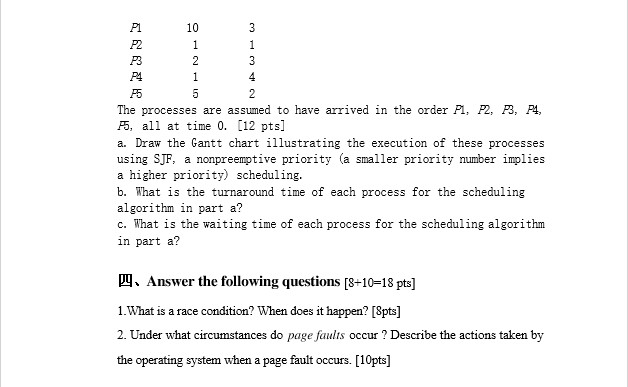 P1 10 3
P2 1 1
P3 2 3
P4 1 4
P5 5 2
The processes are assumed to have arrived in the order P1, P2, P3, P4,
P5, all at time 0. [12 pts]
a. Draw the Gantt chart illustrating the execution of these processes
using SJF, a nonpreemptive priority (a smaller priority number implies
a higher priority) scheduling.
b. What is the turnaround time of each process for the scheduling
algorithm in part a?
c. What is the waiting time of each process for the scheduling algorithm
in part a?
四、Answer the following questions [8+10=18 pts]
1.What is a race condition? When does it happen? [8pts]
2. Under what circumstances do page faults occur ? Describe the actions taken by
the operating system when a page fault occurs. [10pts]